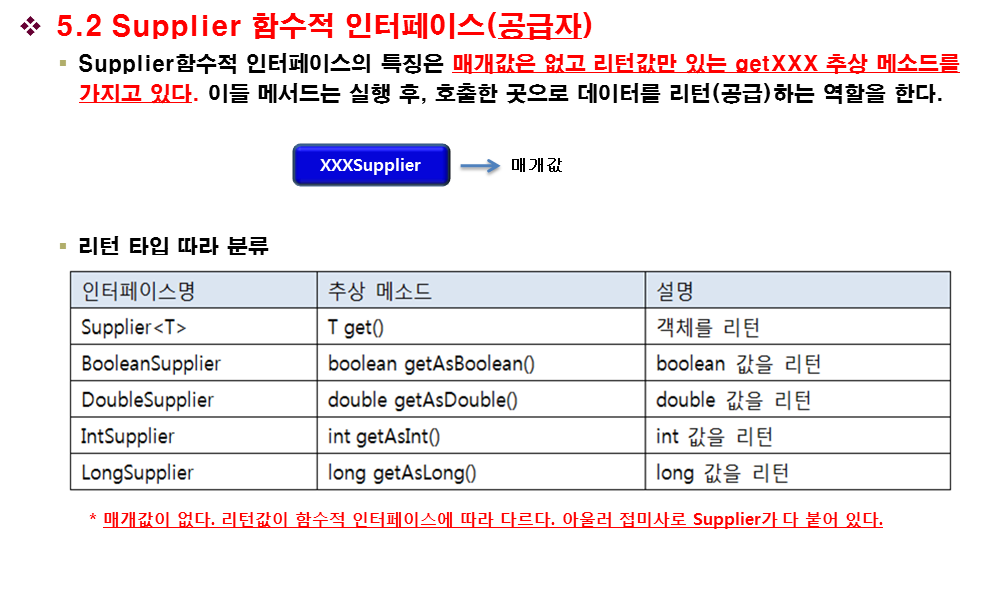 ❖ 5.2 Supplier 함수적 인터페이스(공급자)
▪ Supplier함수적 인터페이스의 특징은 매개값은 없고 리턴값만 있는 getXXX 추상 메소드를
가지고 있다. 이들 메서드는 실행 후, 호출한 곳으로 데이터를 리턴(공급)하는 역할을 한다.
XXXSupplier → 매개값
▪ 리턴 타입 따라 분류
인터페이스명 추상 메소드 설명
Supplier<T> T get() 객체를 리턴
BooleanSupplier boolean getAsBoolean() boolean 값을 리턴
DoubleSupplier double getAsDouble() double 값을 리턴
IntSupplier int getAsInt() int 값을 리턴
LongSupplier long getAsLong() long 값을 리턴
* 매개값이 없다. 리턴값이 함수적 인터페이스에 따라 다르다. 아울러 접미사로 Supplier가 다 붙어 있다.